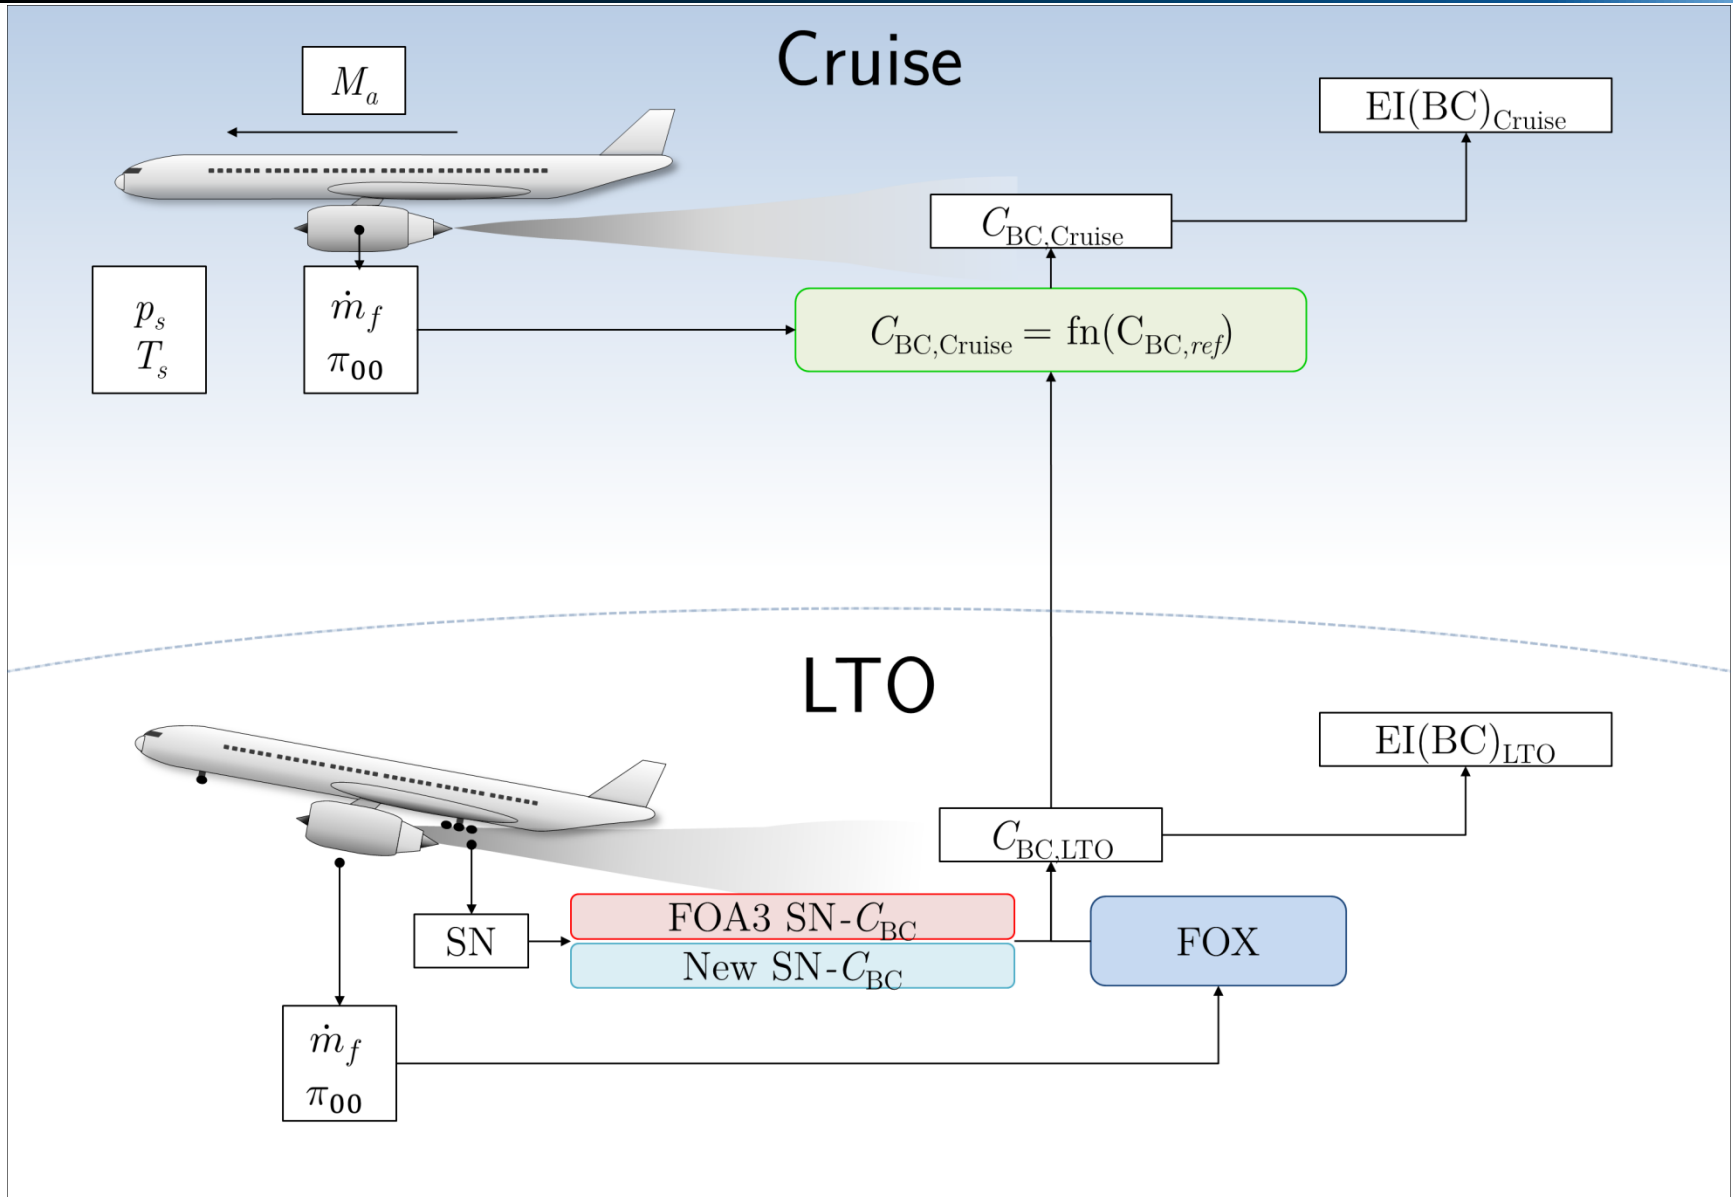 Cruise
M_a
EI(BC)_Cruise
C_BC,Cruise
p_s
T_s
ṁ_f
π_00
C_BC,Cruise = fn(C_BC,ref)
LTO
EI(BC)_LTO
C_BC,LTO
FOA3 SN-C_BC
SN
FOX
New SN-C_BC
ṁ_f
π_00